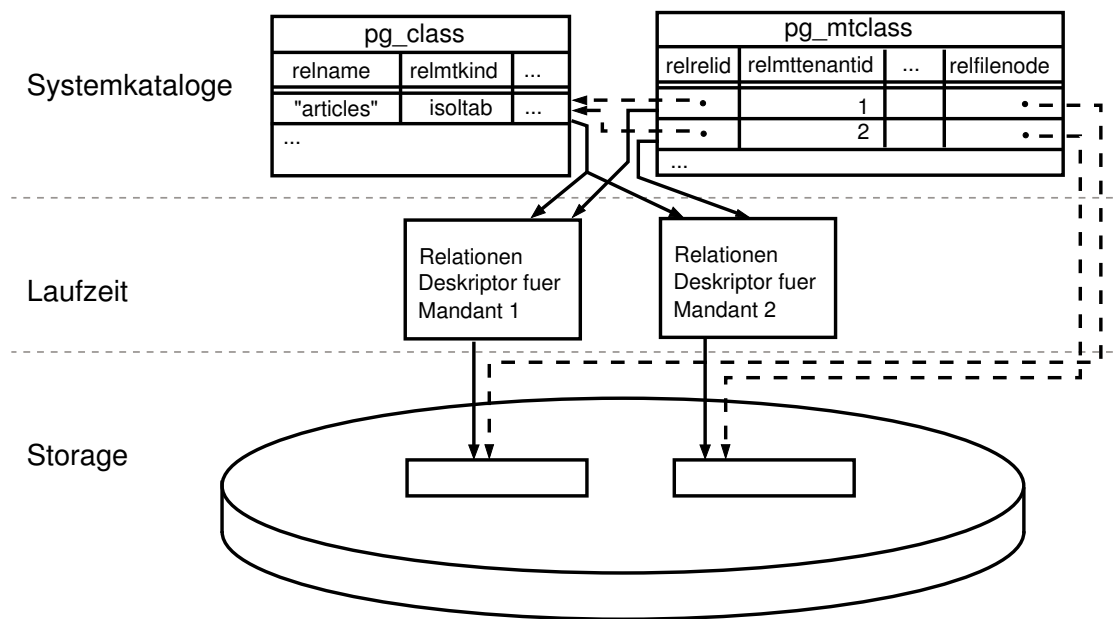 pg_class
pg_mtclass
relname relmtkind ...
relrelid relmttenantid ... relfilenode
Systemkataloge
"articles" isoltab ...
1
2
...
...
Laufzeit
Relationen
Deskriptor fuer
Mandant 1
Relationen
Deskriptor fuer
Mandant 2
Storage